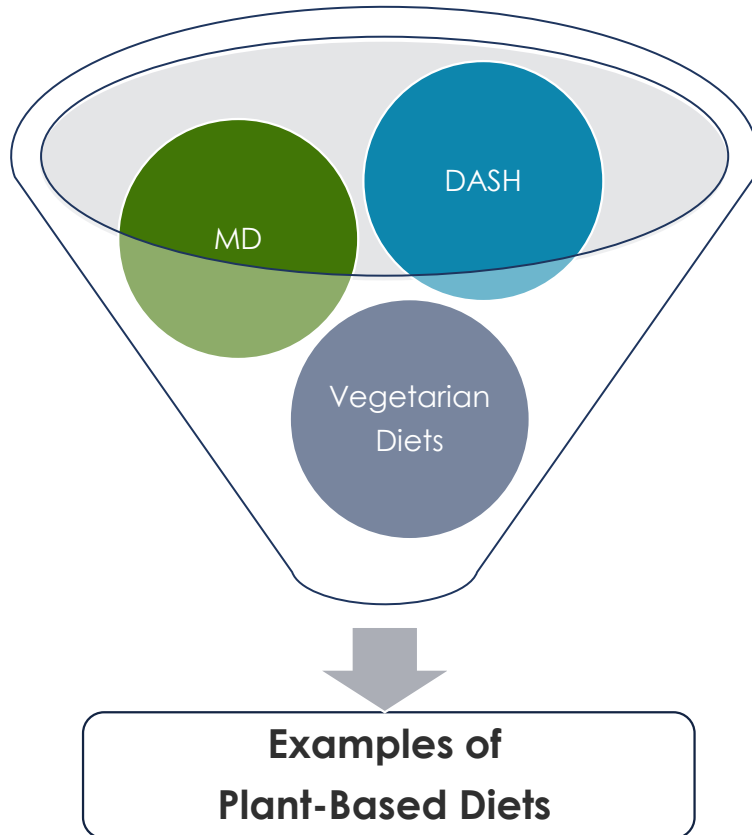 DASH
MD
Vegetarian
Diets
Examples of
Plant-Based Diets